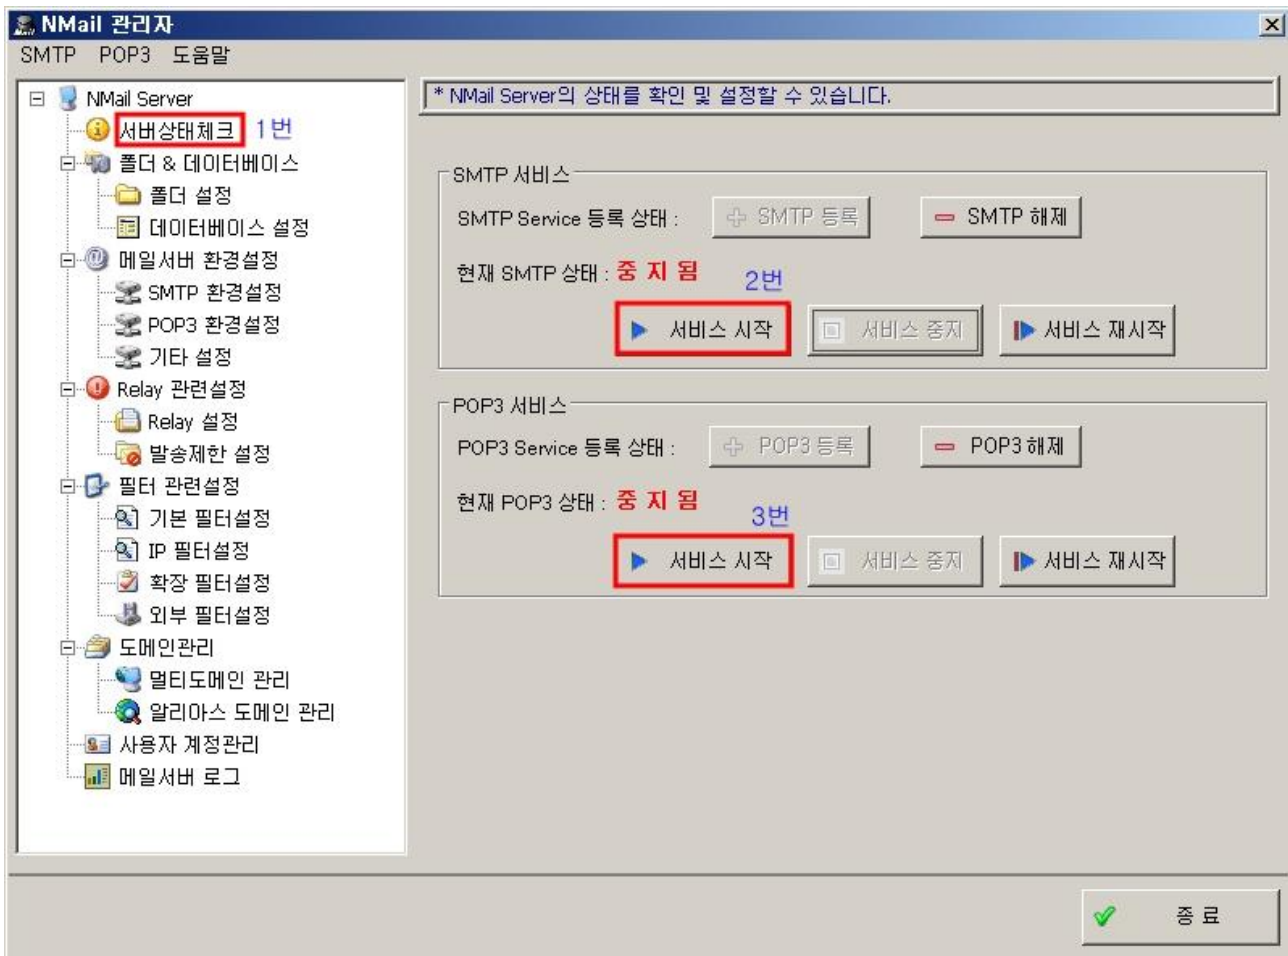 NMail 관리자
SMTP POP3 도움말
NMail Server
서버상태체크 1번
폴더 & 데이터베이스
폴더 설정
데이터베이스 설정
메일서버 환경설정
SMTP 환경설정
POP3 환경설정
기타 설정
Relay 관련설정
Relay 설정
발송제한 설정
필터 관련설정
기본 필터설정
IP 필터설정
확장 필터설정
외부 필터설정
도메인관리
멀티도메인 관리
알리아스 도메인 관리
사용자 계정관리
메일서버 로그
* NMail Server의 상태를 확인 및 설정할 수 있습니다.
SMTP 서비스
SMTP Service 등록 상태 : SMTP 등록 SMTP 해제
현재 SMTP 상태 : 중 지 됨 2번
서비스 시작 서비스 중지 서비스 재시작
POP3 서비스
POP3 Service 등록 상태 : POP3 등록 POP3 해제
현재 POP3 상태 : 중 지 됨 3번
서비스 시작 서비스 중지 서비스 재시작
종 료